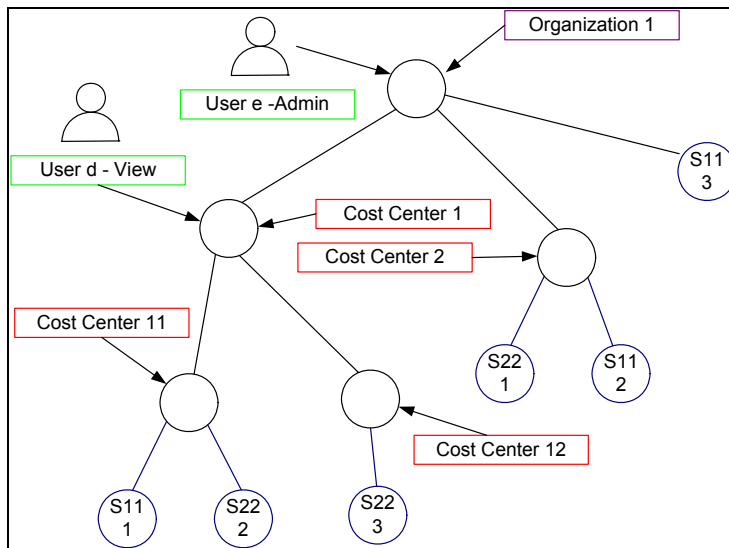 Organization 1
User e -Admin
User d - View
S11
3
Cost Center 1
Cost Center 2
Cost Center 11
S22
1
S11
2
Cost Center 12
S11
1
S22
2
S22
3